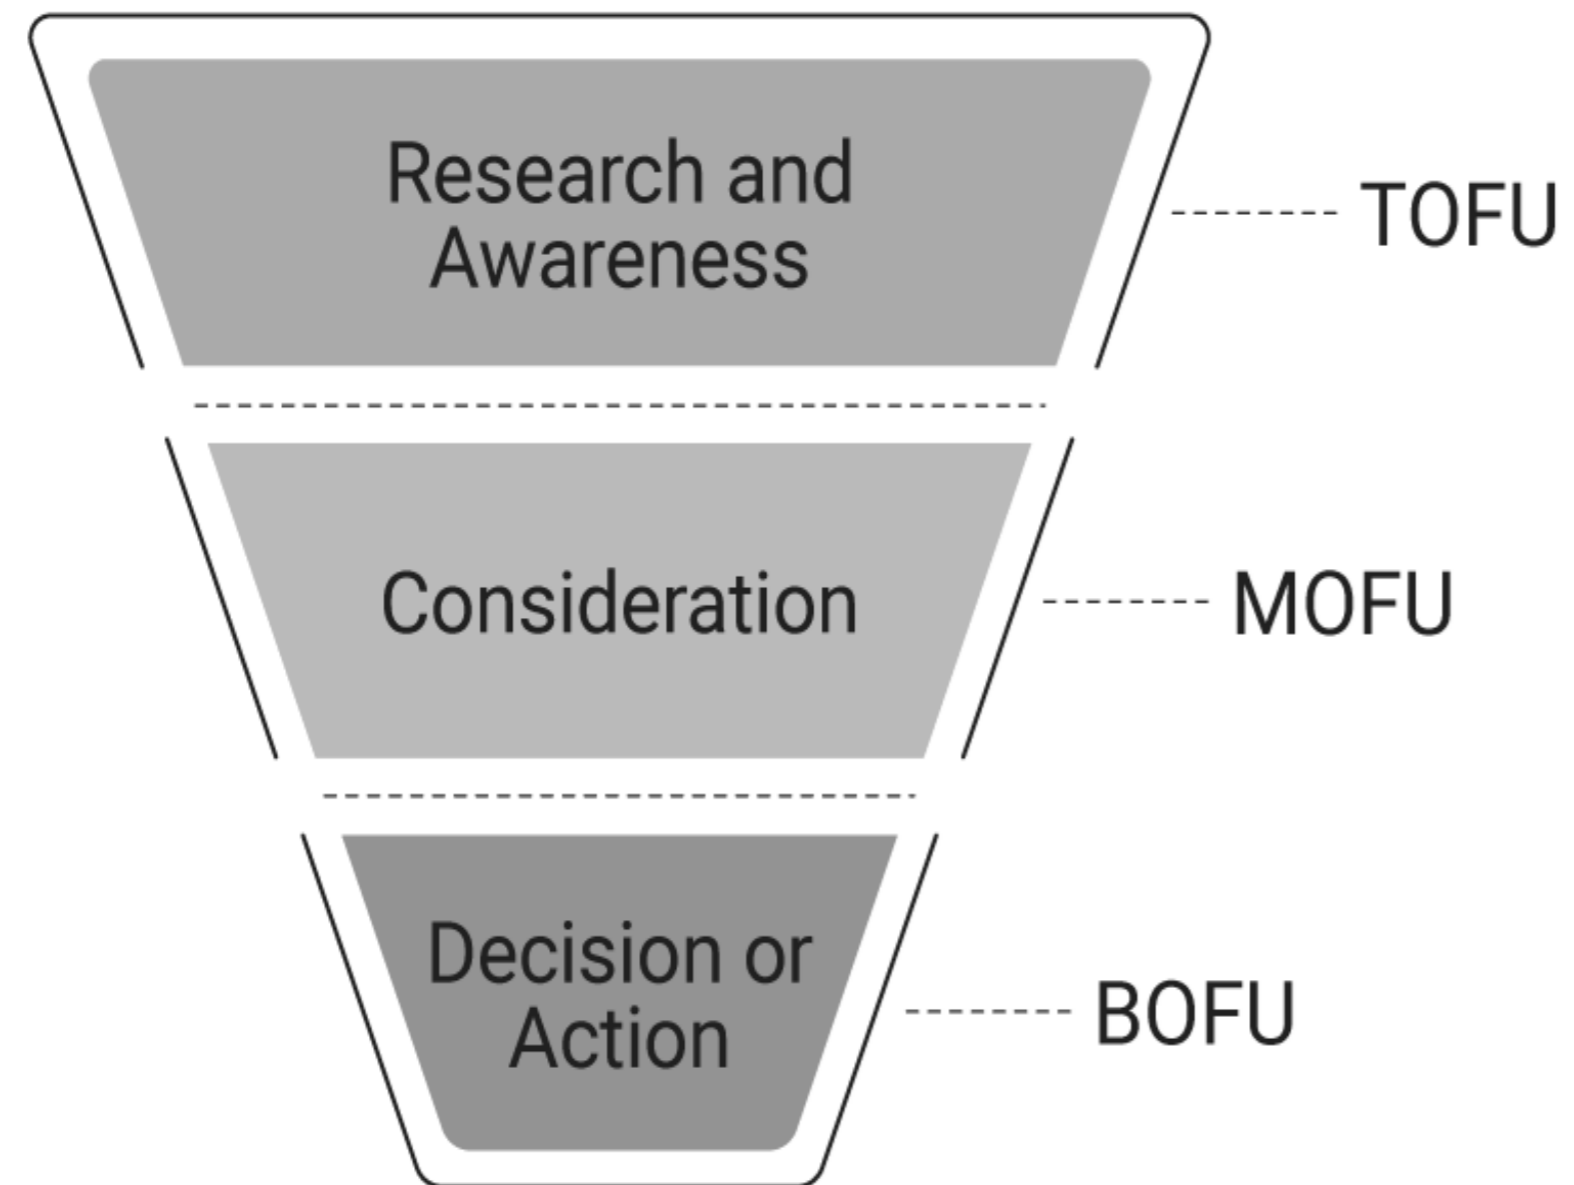 Research and
Awareness
TOFU
Consideration
MOFU
Decision or
Action
BOFU